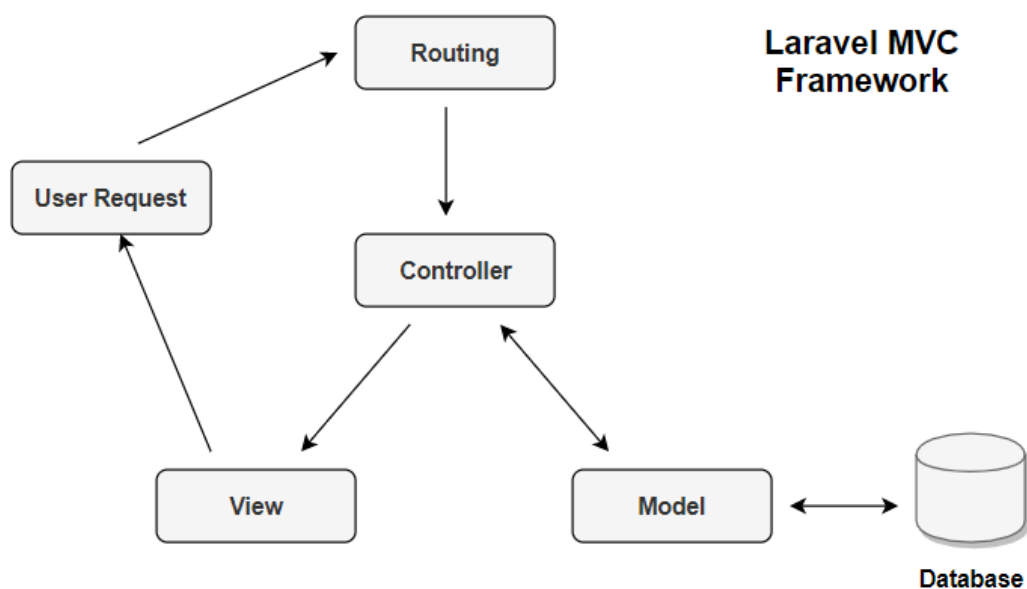 Laravel MVC
Framework
Routing
User Request
Controller
View
Model
Database